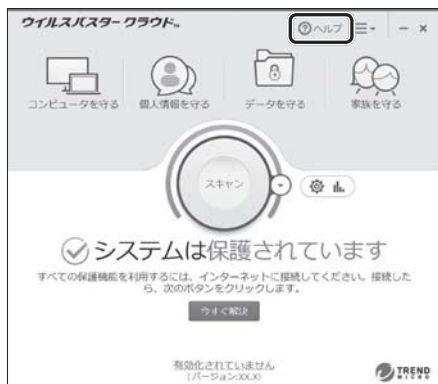 ウイルスバスター クラウド™
ヘルプ
コンピュータを守る
個人情報を守る
データを守る
家族を守る
スキャン
システムは保護されています
すべての保護機能を利用するには、インターネットに接続してください。接続した
ら、次のボタンをクリックします。
今すぐ解決
有効化されていません
(バージョン:XX.X)
TREND
MICRO